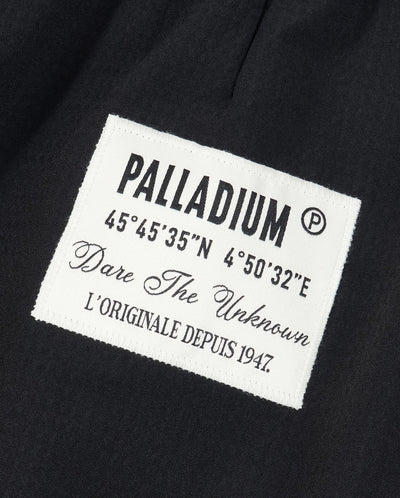 PALLADIUM Ⓟ
45°45'35"N 4°50'32"E
Dare The Unknown
L'ORIGINALE DEPUIS 1947.